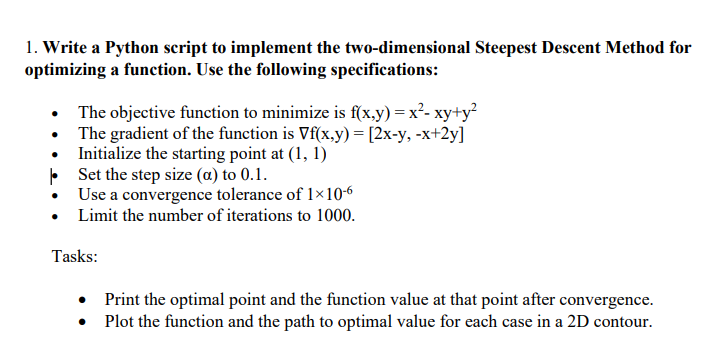 1. Write a Python script to implement the two-dimensional Steepest Descent Method for
optimizing a function. Use the following specifications:
• The objective function to minimize is f(x,y) = x²- xy+y²
• The gradient of the function is ∇f(x,y) = [2x-y, -x+2y]
• Initialize the starting point at (1, 1)
• Set the step size (α) to 0.1.
• Use a convergence tolerance of 1×10⁻⁶
• Limit the number of iterations to 1000.
Tasks:
• Print the optimal point and the function value at that point after convergence.
• Plot the function and the path to optimal value for each case in a 2D contour.